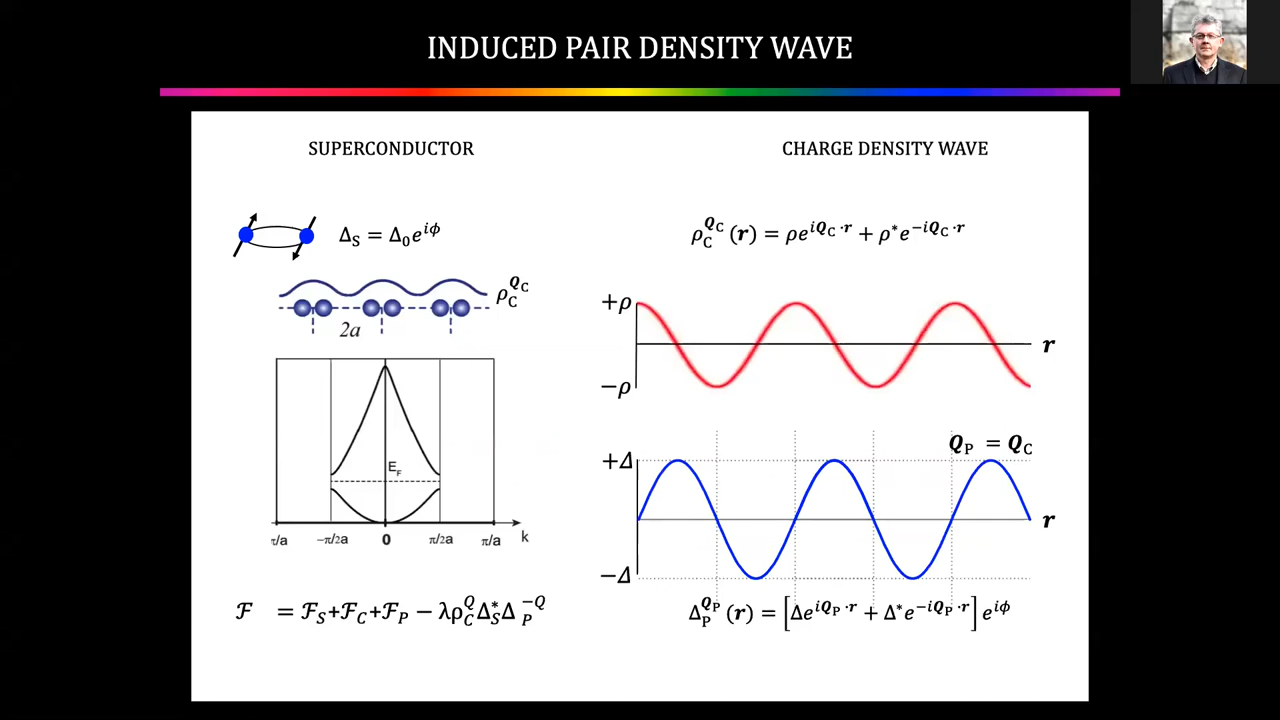 INDUCED PAIR DENSITY WAVE
SUPERCONDUCTOR
Δ_S = Δ_0 e^{iϕ}
ρ_C^{Q_C}
2a
E_F
π/a −π/2a 0 π/2a π/a k
ℱ = ℱ_S+ℱ_C+ℱ_P − λρ_C^Q Δ_S^* Δ_P^{−Q}
CHARGE DENSITY WAVE
ρ_C^{Q_C}(r) = ρe^{iQ_C·r} + ρ^*e^{−iQ_C·r}
+ρ
r
−ρ
Q_P = Q_C
+Δ
r
−Δ
Δ_P^{Q_P}(r) = [Δe^{iQ_P·r} + Δ^*e^{−iQ_P·r}] e^{iϕ}